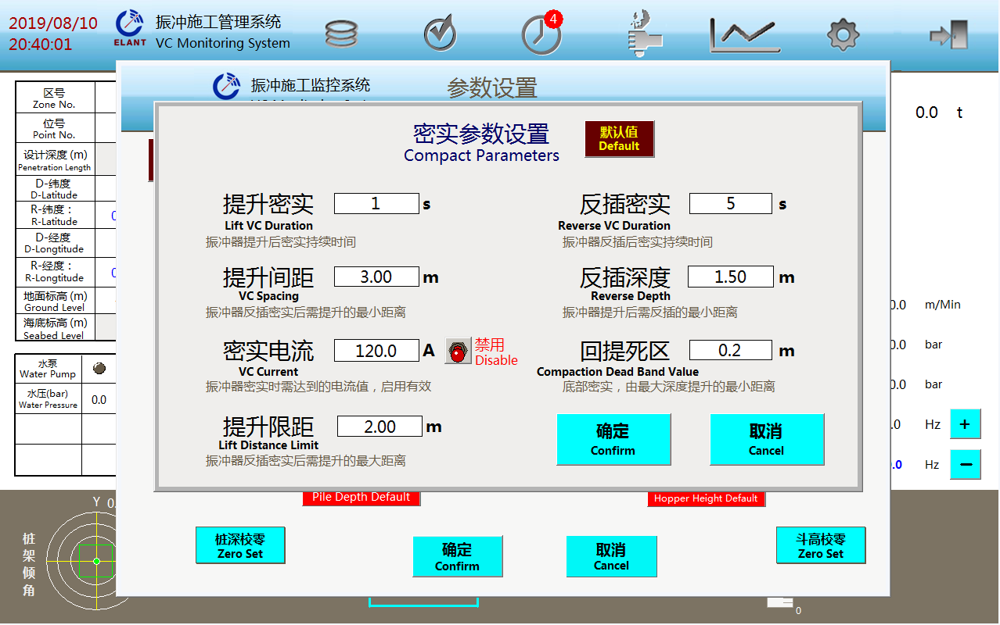 2019/08/10
20:40:01
ELANT
振冲施工管理系统
VC Monitoring System
4
振冲施工监控系统
参数设置
密实参数设置
Compact Parameters
默认值
Default
提升密实 1 s
Lift VC Duration
振冲器提升后密实持续时间
反插密实 5 s
Reverse VC Duration
振冲器反插后密实持续时间
提升间距 3.00 m
VC Spacing
振冲器反插密实后需提升的最小距离
反插深度 1.50 m
Reverse Depth
振冲器提升后需反插的最小距离
密实电流 120.0 A
VC Current
振冲器密实时需达到的电流值，启用有效
禁用
Disable
回提死区 0.2 m
Compaction Dead Band Value
底部密实，由最大深度提升的最小距离
提升限距 2.00 m
Lift Distance Limit
振冲器反插密实后需提升的最大距离
确定
Confirm
取消
Cancel
Pile Depth Default
Hopper Height Default
桩深校零
Zero Set
确定
Confirm
取消
Cancel
斗高校零
Zero Set
区号
Zone No.
位号
Point No.
设计深度 (m)
Penetration Length
D-纬度
D-Latitude
R-纬度：
R-Latitude
D-经度
D-Longtitude
R-经度：
R-Longtitude
地面标高 (m)
Ground Level
海底标高 (m)
Seabed Level
水泵
Water Pump
水压(bar)
Water Pressure
0.0
0.0 t
0.0 m/Min
0.0 bar
0.0 bar
.0 Hz +
.0 Hz −
Y 0.
桩架倾角
0